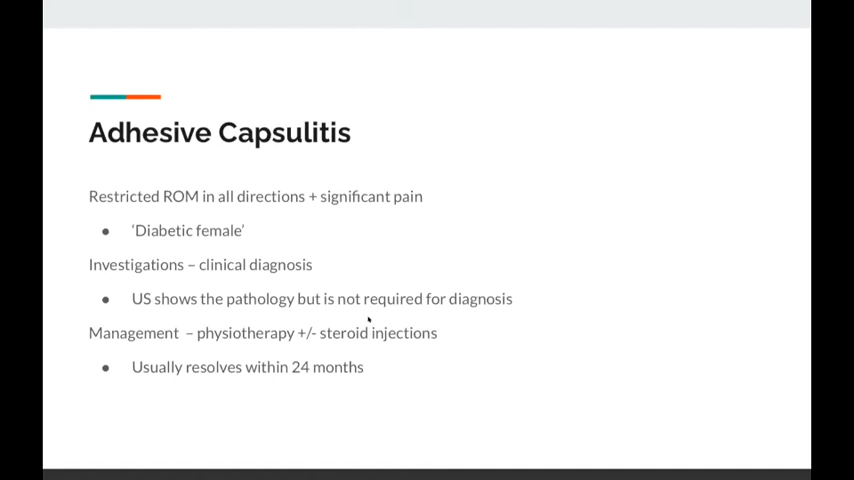 Adhesive Capsulitis
Restricted ROM in all directions + significant pain
● ‘Diabetic female’
Investigations – clinical diagnosis
● US shows the pathology but is not required for diagnosis
Management – physiotherapy +/- steroid injections
● Usually resolves within 24 months